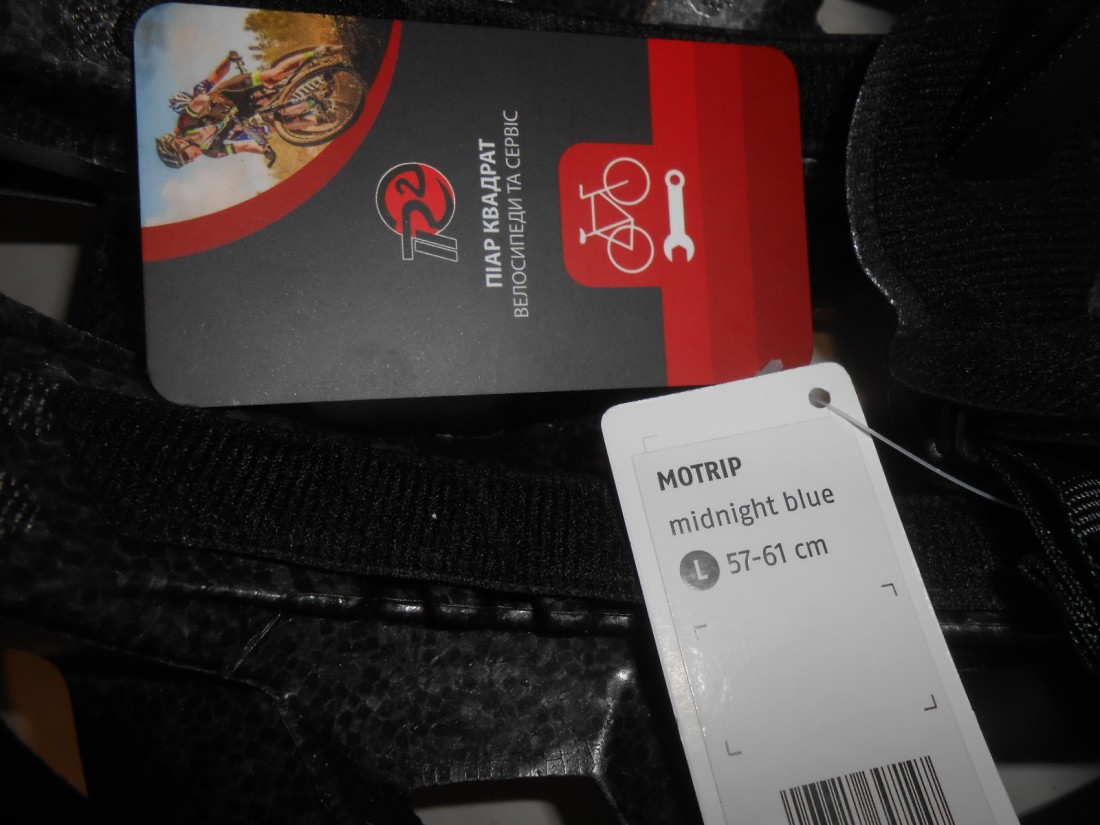 ПІАР КВАДРАТ
ВЕЛОСИПЕДИ ТА СЕРВІС
MOTRIP
midnight blue
L 57-61 cm